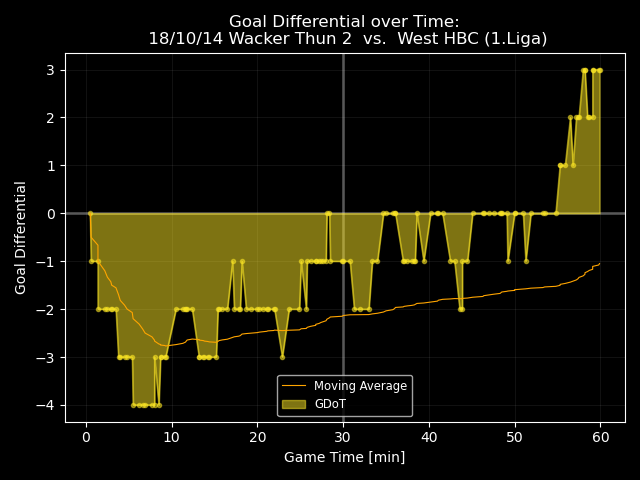 Goal Differential over Time:
18/10/14 Wacker Thun 2 vs. West HBC (1.Liga)
3
2
1
0
−1
−2
−3
−4
Goal Differential
Moving Average
GDoT
0 10 20 30 40 50 60
Game Time [min]